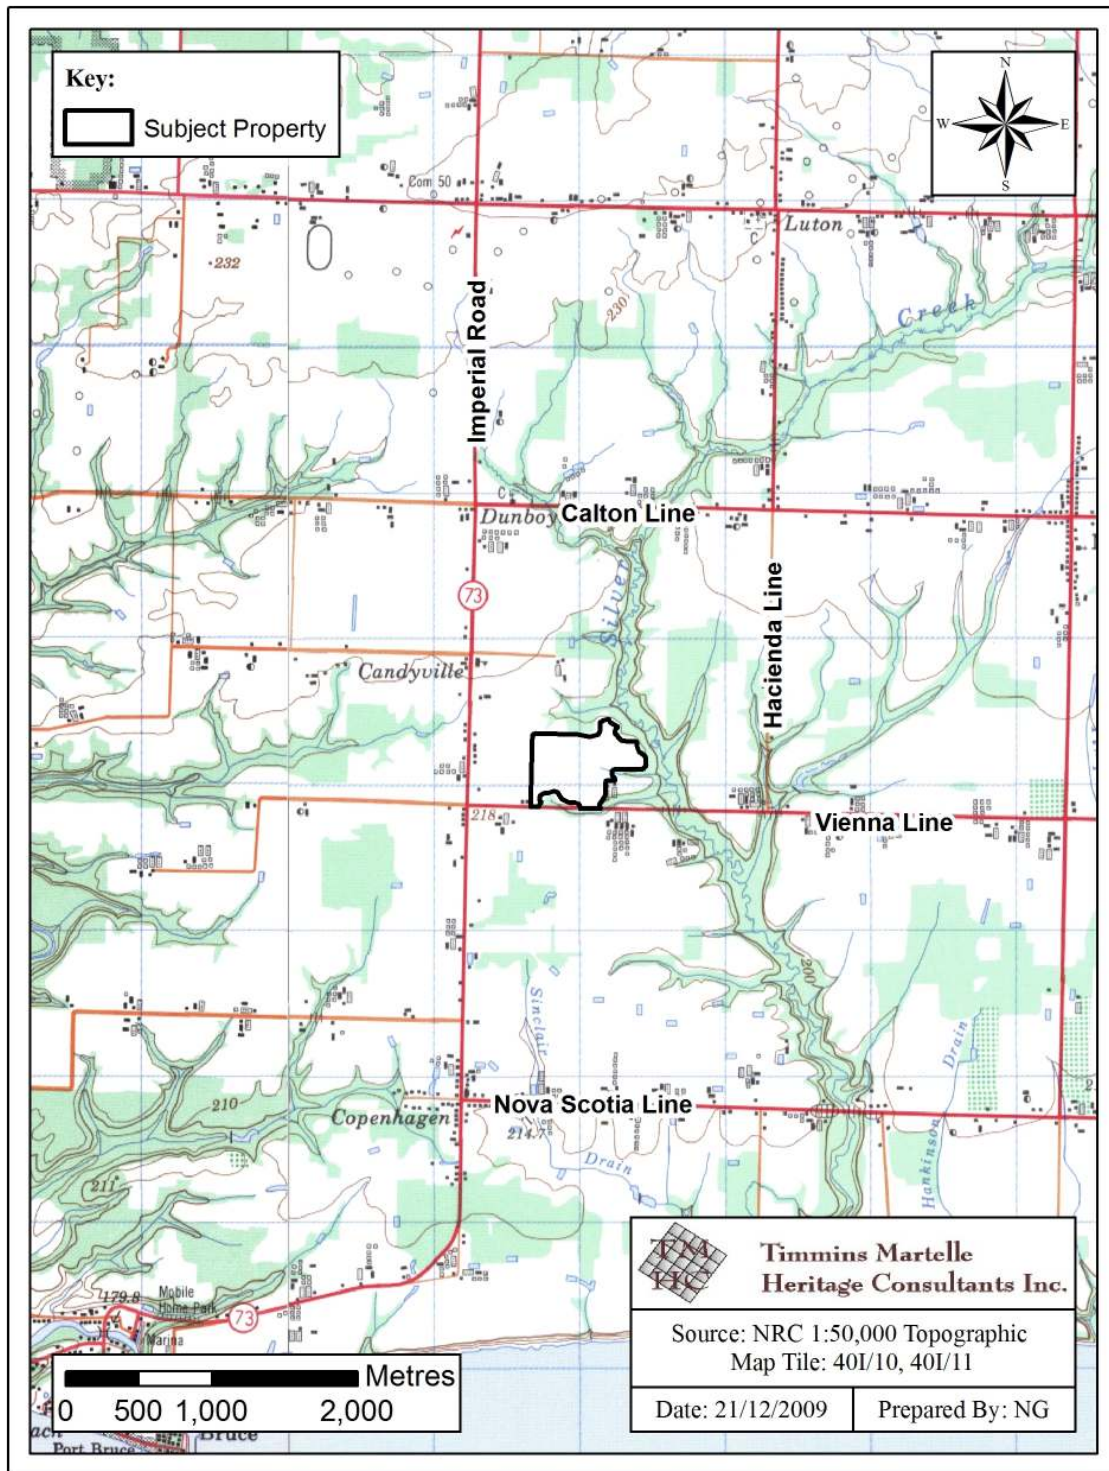 Key:
Subject Property
N
W
E
S
Com 50
Luton
232
Imperial Road
230
Creek
C
C
Dunboy
Calton Line
Silver
73
Hacienda Line
Candyville
218
Vienna Line
200
Sinclair
Drain
Nova Scotia Line
210
Copenhagen
214.7
Drain
Hankinson
211
179.8
Mobile
Home Park
73
Marina
TM
HC
Timmins Martelle
Heritage Consultants Inc.
Source: NRC 1:50,000 Topographic
Map Tile: 40I/10, 40I/11
Date: 21/12/2009
Prepared By: NG
Metres
0 500 1,000 2,000
ach
Bruce
Port Bruce